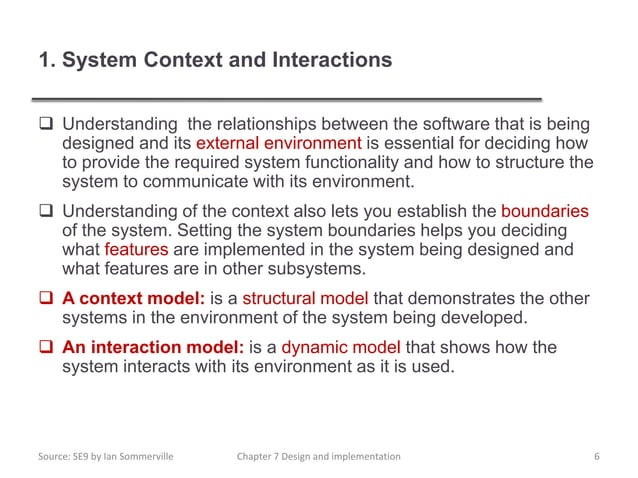 1. System Context and Interactions
❑ Understanding the relationships between the software that is being
designed and its external environment is essential for deciding how
to provide the required system functionality and how to structure the
system to communicate with its environment.
❑ Understanding of the context also lets you establish the boundaries
of the system. Setting the system boundaries helps you deciding
what features are implemented in the system being designed and
what features are in other subsystems.
❑ A context model: is a structural model that demonstrates the other
systems in the environment of the system being developed.
❑ An interaction model: is a dynamic model that shows how the
system interacts with its environment as it is used.
Source: SE9 by Ian Sommerville Chapter 7 Design and implementation 6